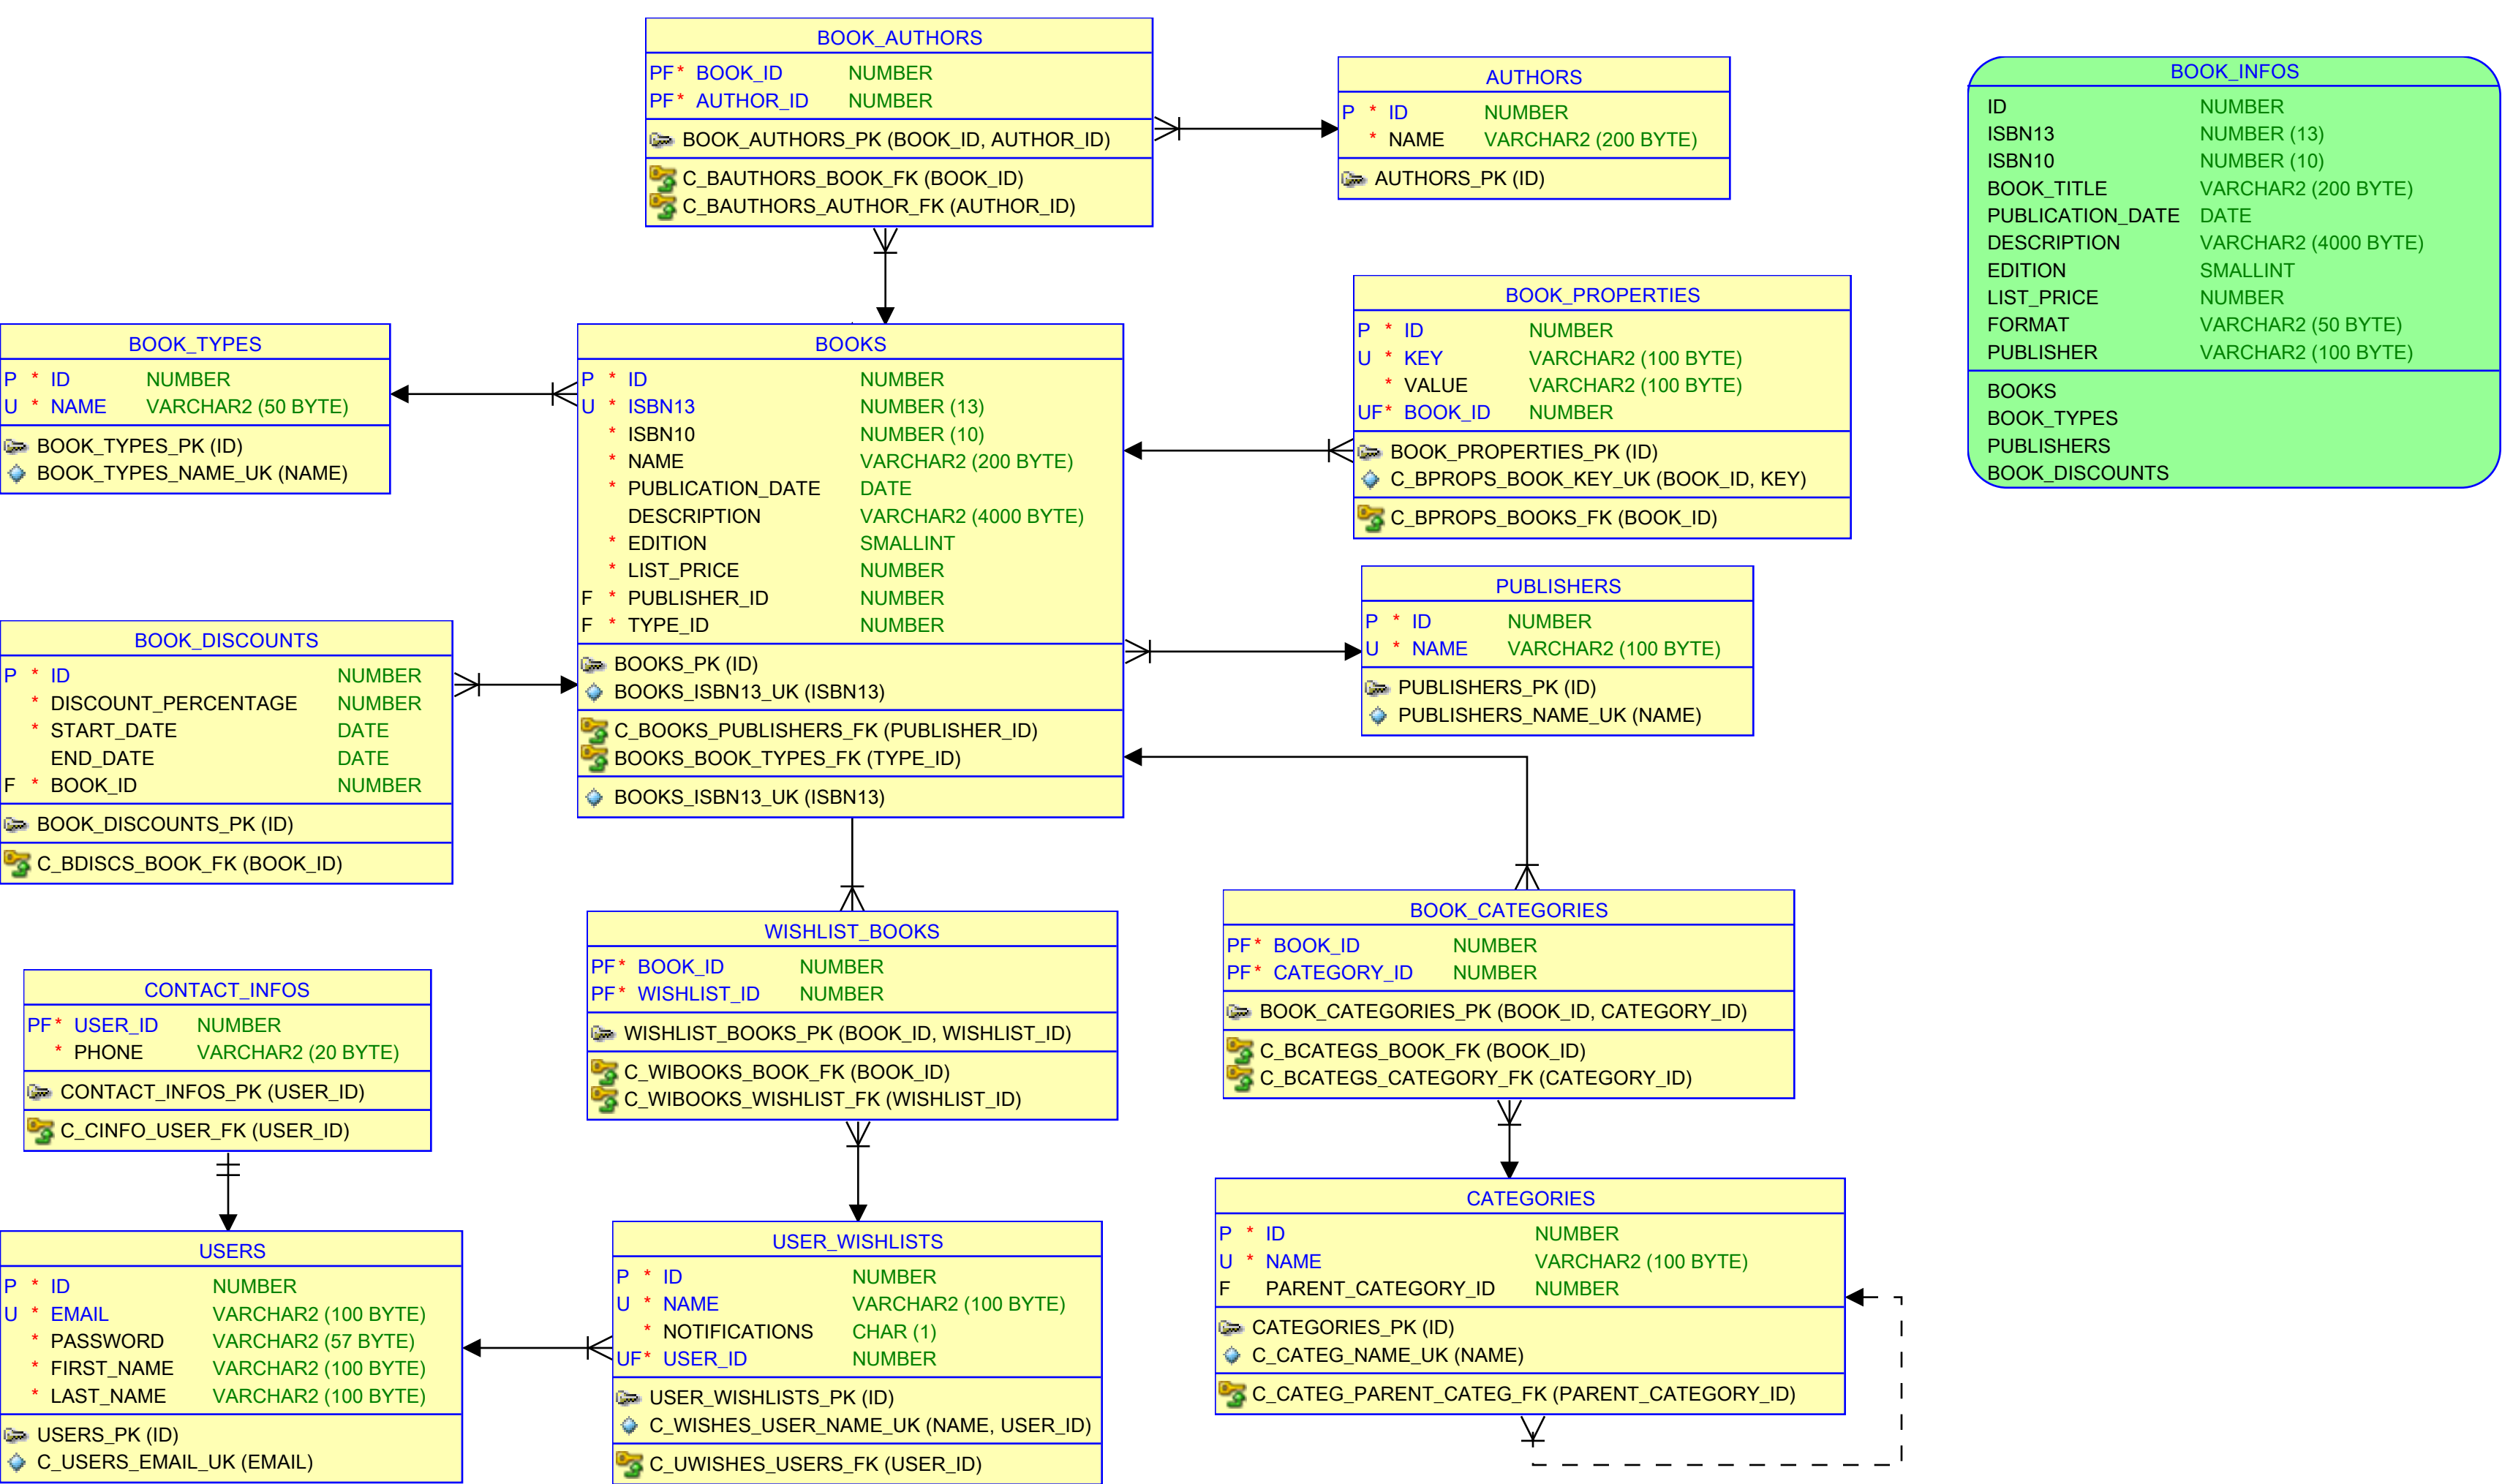 BOOK_AUTHORS
PF* BOOK_ID NUMBER
PF* AUTHOR_ID NUMBER
BOOK_AUTHORS_PK (BOOK_ID, AUTHOR_ID)
C_BAUTHORS_BOOK_FK (BOOK_ID)
C_BAUTHORS_AUTHOR_FK (AUTHOR_ID)
AUTHORS
P * ID NUMBER
* NAME VARCHAR2 (200 BYTE)
AUTHORS_PK (ID)
BOOK_INFOS
ID NUMBER
ISBN13 NUMBER (13)
ISBN10 NUMBER (10)
BOOK_TITLE VARCHAR2 (200 BYTE)
PUBLICATION_DATE DATE
DESCRIPTION VARCHAR2 (4000 BYTE)
EDITION SMALLINT
LIST_PRICE NUMBER
FORMAT VARCHAR2 (50 BYTE)
PUBLISHER VARCHAR2 (100 BYTE)
BOOKS
BOOK_TYPES
PUBLISHERS
BOOK_DISCOUNTS
BOOK_TYPES
P * ID NUMBER
U * NAME VARCHAR2 (50 BYTE)
BOOK_TYPES_PK (ID)
BOOK_TYPES_NAME_UK (NAME)
BOOKS
P * ID NUMBER
U * ISBN13 NUMBER (13)
* ISBN10 NUMBER (10)
* NAME VARCHAR2 (200 BYTE)
* PUBLICATION_DATE DATE
DESCRIPTION VARCHAR2 (4000 BYTE)
* EDITION SMALLINT
* LIST_PRICE NUMBER
F * PUBLISHER_ID NUMBER
F * TYPE_ID NUMBER
BOOKS_PK (ID)
BOOKS_ISBN13_UK (ISBN13)
C_BOOKS_PUBLISHERS_FK (PUBLISHER_ID)
BOOKS_BOOK_TYPES_FK (TYPE_ID)
BOOKS_ISBN13_UK (ISBN13)
BOOK_PROPERTIES
P * ID NUMBER
U * KEY VARCHAR2 (100 BYTE)
* VALUE VARCHAR2 (100 BYTE)
UF* BOOK_ID NUMBER
BOOK_PROPERTIES_PK (ID)
C_BPROPS_BOOK_KEY_UK (BOOK_ID, KEY)
C_BPROPS_BOOKS_FK (BOOK_ID)
PUBLISHERS
P * ID NUMBER
U * NAME VARCHAR2 (100 BYTE)
PUBLISHERS_PK (ID)
PUBLISHERS_NAME_UK (NAME)
BOOK_DISCOUNTS
P * ID NUMBER
* DISCOUNT_PERCENTAGE NUMBER
* START_DATE DATE
END_DATE DATE
F * BOOK_ID NUMBER
BOOK_DISCOUNTS_PK (ID)
C_BDISCS_BOOK_FK (BOOK_ID)
WISHLIST_BOOKS
PF* BOOK_ID NUMBER
PF* WISHLIST_ID NUMBER
WISHLIST_BOOKS_PK (BOOK_ID, WISHLIST_ID)
C_WIBOOKS_BOOK_FK (BOOK_ID)
C_WIBOOKS_WISHLIST_FK (WISHLIST_ID)
BOOK_CATEGORIES
PF* BOOK_ID NUMBER
PF* CATEGORY_ID NUMBER
BOOK_CATEGORIES_PK (BOOK_ID, CATEGORY_ID)
C_BCATEGS_BOOK_FK (BOOK_ID)
C_BCATEGS_CATEGORY_FK (CATEGORY_ID)
CONTACT_INFOS
PF* USER_ID NUMBER
* PHONE VARCHAR2 (20 BYTE)
CONTACT_INFOS_PK (USER_ID)
C_CINFO_USER_FK (USER_ID)
USERS
P * ID NUMBER
U * EMAIL VARCHAR2 (100 BYTE)
* PASSWORD VARCHAR2 (57 BYTE)
* FIRST_NAME VARCHAR2 (100 BYTE)
* LAST_NAME VARCHAR2 (100 BYTE)
USERS_PK (ID)
C_USERS_EMAIL_UK (EMAIL)
USER_WISHLISTS
P * ID NUMBER
U * NAME VARCHAR2 (100 BYTE)
* NOTIFICATIONS CHAR (1)
UF* USER_ID NUMBER
USER_WISHLISTS_PK (ID)
C_WISHES_USER_NAME_UK (NAME, USER_ID)
C_UWISHES_USERS_FK (USER_ID)
CATEGORIES
P * ID NUMBER
U * NAME VARCHAR2 (100 BYTE)
F PARENT_CATEGORY_ID NUMBER
CATEGORIES_PK (ID)
C_CATEG_NAME_UK (NAME)
C_CATEG_PARENT_CATEG_FK (PARENT_CATEGORY_ID)